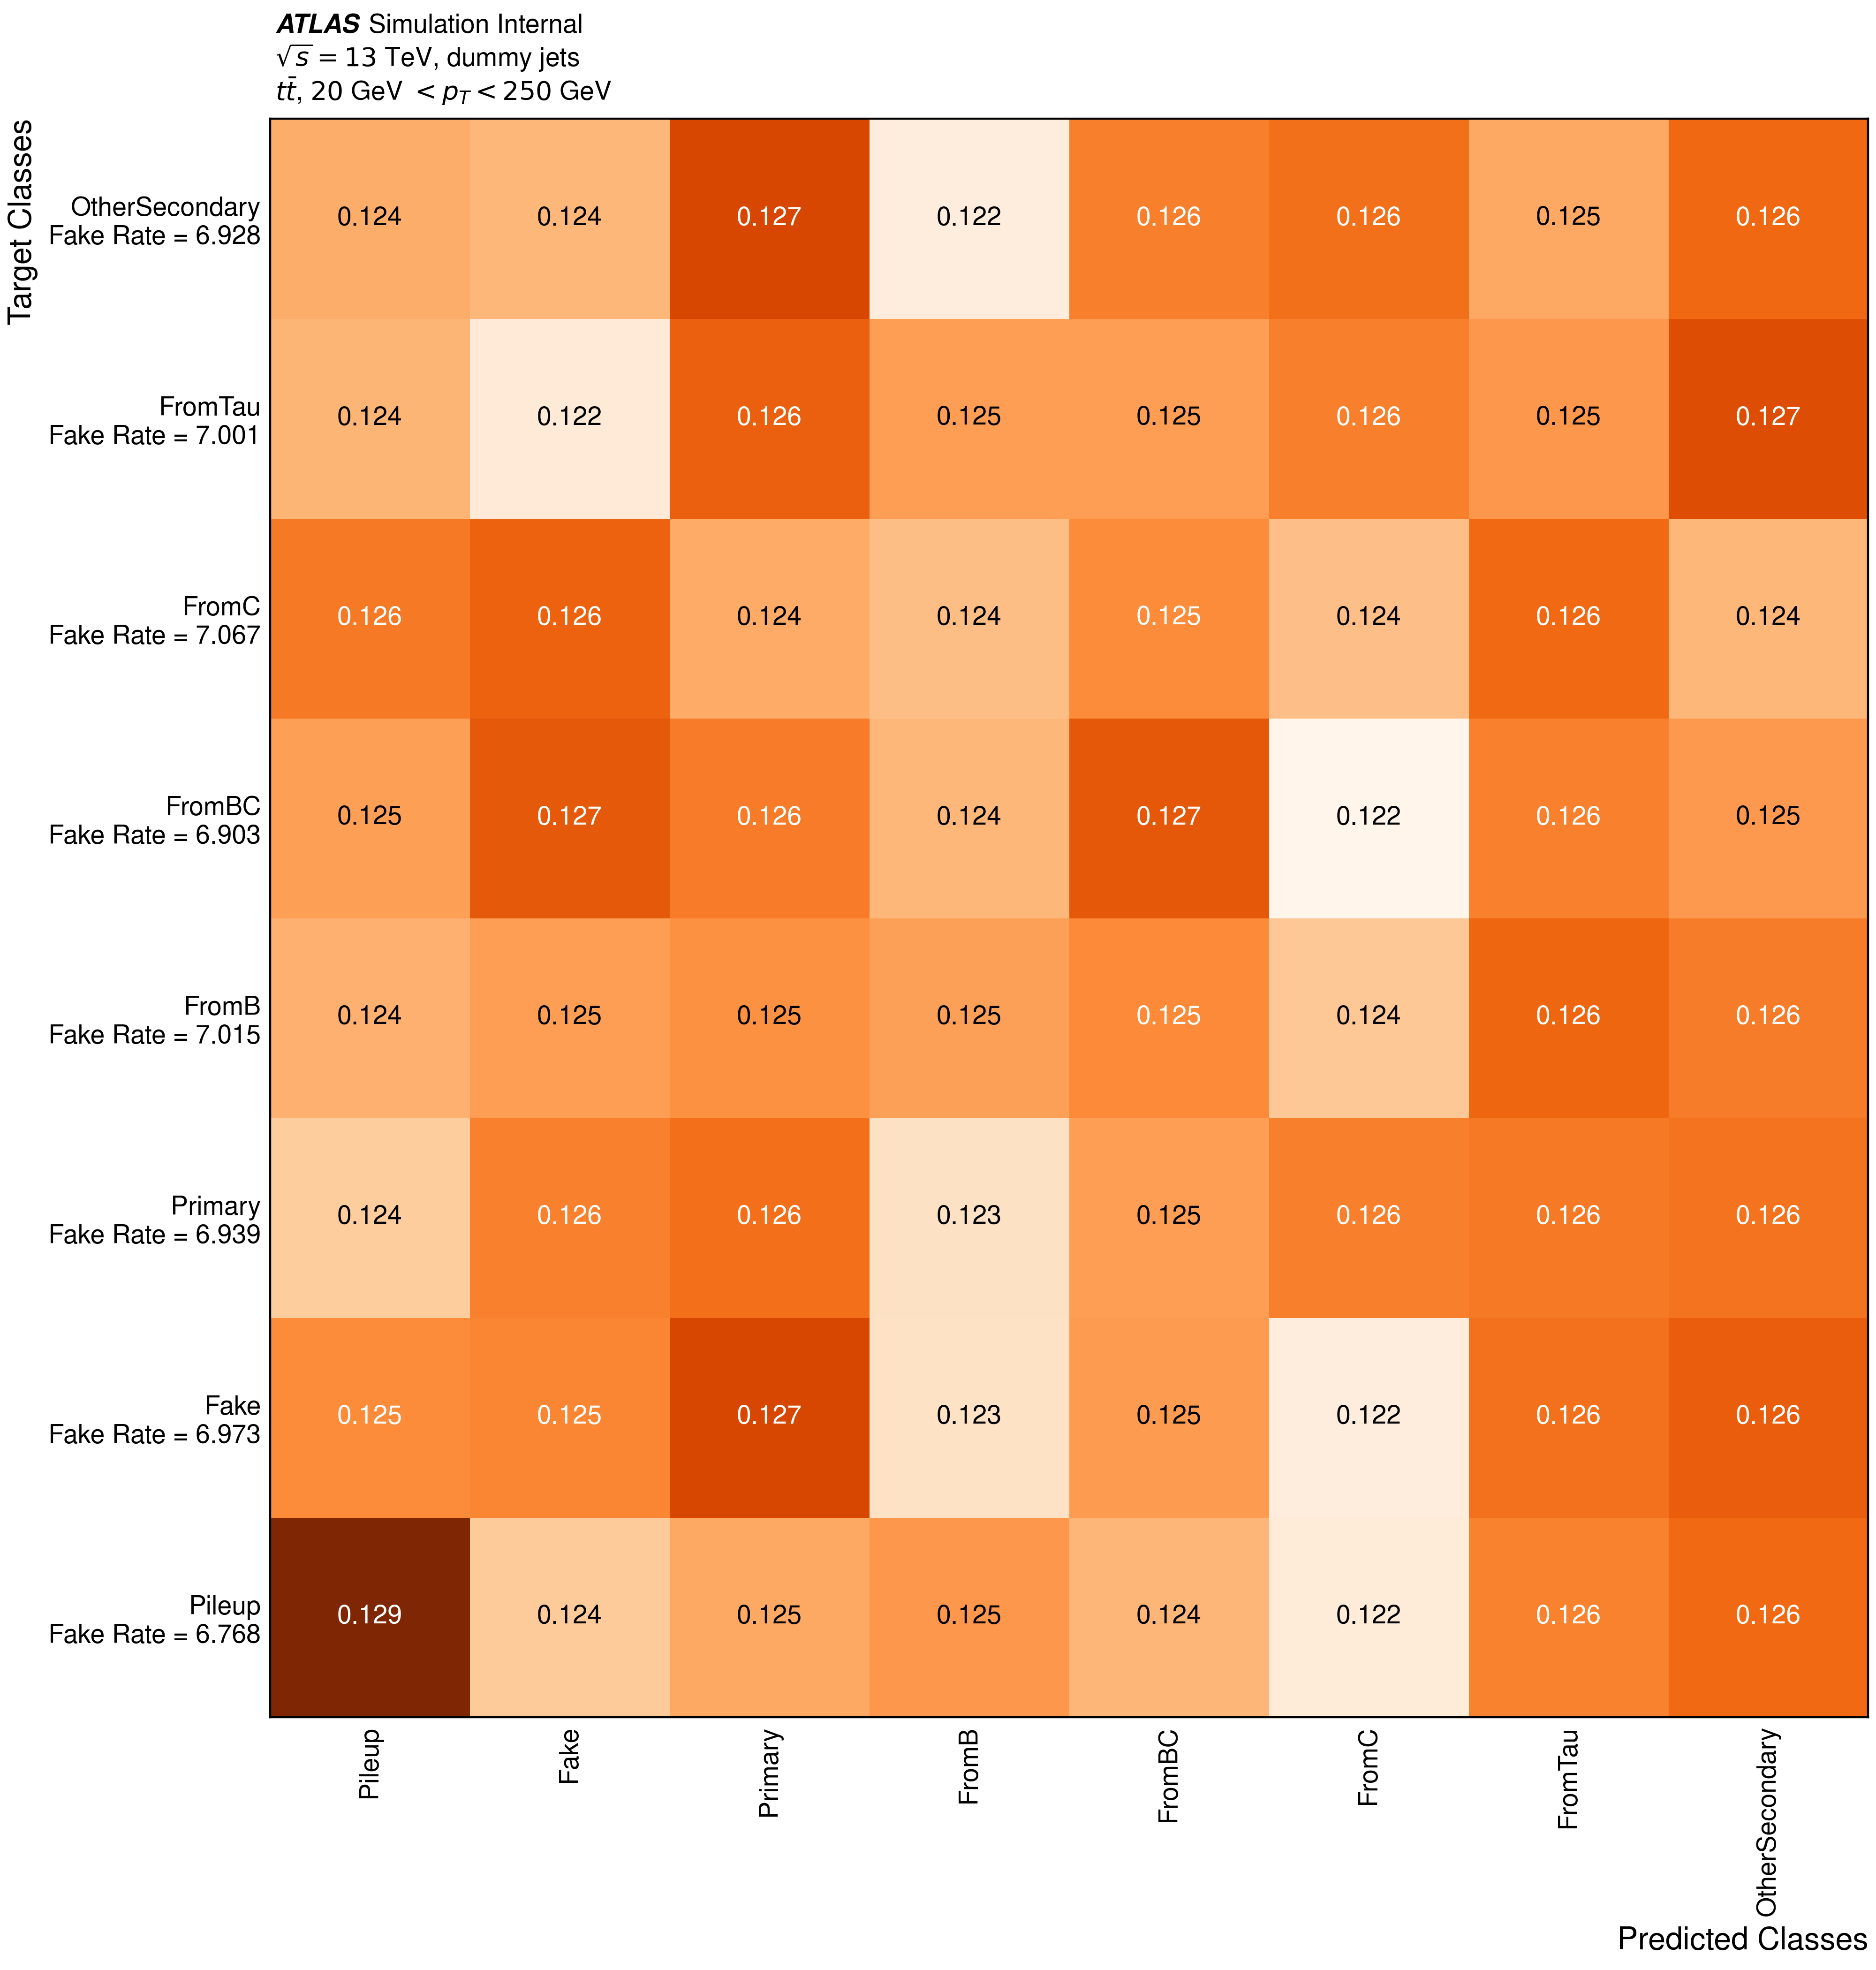 ATLAS Simulation Internal
√s = 13 TeV, dummy jets
tt̄, 20 GeV < p_T < 250 GeV
Target Classes
OtherSecondary
Fake Rate = 6.928
0.124 0.124 0.127 0.122 0.126 0.126 0.125 0.126
FromTau
Fake Rate = 7.001
0.124 0.122 0.126 0.125 0.125 0.126 0.125 0.127
FromC
Fake Rate = 7.067
0.126 0.126 0.124 0.124 0.125 0.124 0.126 0.124
FromBC
Fake Rate = 6.903
0.125 0.127 0.126 0.124 0.127 0.122 0.126 0.125
FromB
Fake Rate = 7.015
0.124 0.125 0.125 0.125 0.125 0.124 0.126 0.126
Primary
Fake Rate = 6.939
0.124 0.126 0.126 0.123 0.125 0.126 0.126 0.126
Fake
Fake Rate = 6.973
0.125 0.125 0.127 0.123 0.125 0.122 0.126 0.126
Pileup
Fake Rate = 6.768
0.129 0.124 0.125 0.125 0.124 0.122 0.126 0.126
Pileup
Fake
Primary
FromB
FromBC
FromC
FromTau
OtherSecondary
Predicted Classes